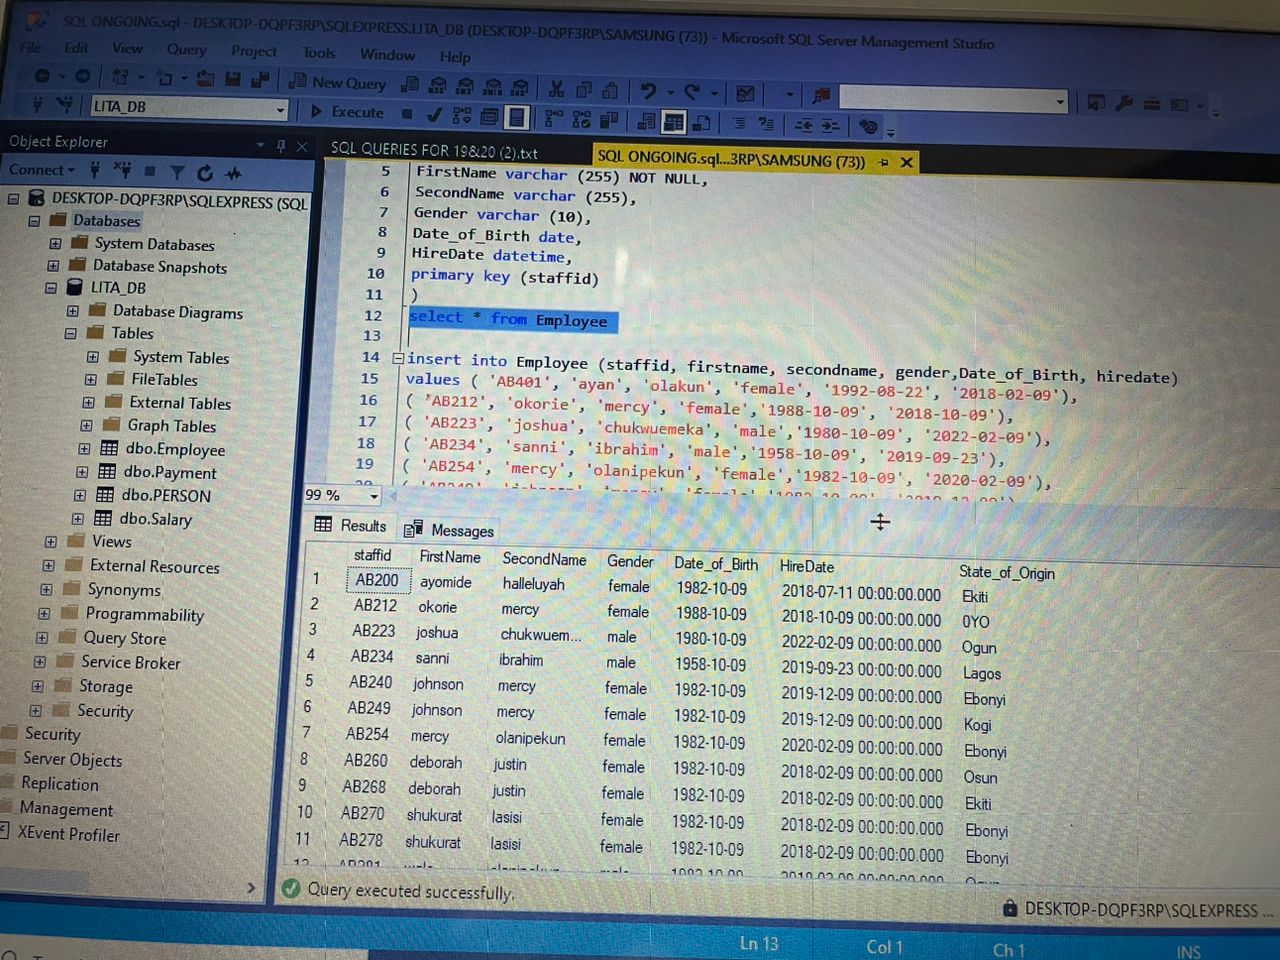 SQL ONGOING.sql - DESKTOP-DQPF3RP\SQLEXPRESS.LITA_DB (DESKTOP-DQPF3RP\SAMSUNG (73)) - Microsoft SQL Server Management Studio
File Edit View Query Project Tools Window Help
New Query
LITA_DB Execute
Object Explorer
Connect
DESKTOP-DQPF3RP\SQLEXPRESS (SQL
Databases
System Databases
Database Snapshots
LITA_DB
Database Diagrams
Tables
System Tables
FileTables
External Tables
Graph Tables
dbo.Employee
dbo.Payment
dbo.PERSON
dbo.Salary
Views
External Resources
Synonyms
Programmability
Query Store
Service Broker
Storage
Security
Security
Server Objects
Replication
Management
XEvent Profiler
SQL QUERIES FOR 19&20 (2).txt SQL ONGOING.sql...3RP\SAMSUNG (73))
5 FirstName varchar (255) NOT NULL,
6 SecondName varchar (255),
7 Gender varchar (10),
8 Date_of_Birth date,
9 HireDate datetime,
10 primary key (staffid)
11 )
12 select * from Employee
13
14 insert into Employee (staffid, firstname, secondname, gender,Date_of_Birth, hiredate)
15 values ( 'AB401', 'ayan', 'olakun', 'female', '1992-08-22', '2018-02-09'),
16 ( 'AB212', 'okorie', 'mercy', 'female','1988-10-09', '2018-10-09'),
17 ( 'AB223', 'joshua', 'chukwuemeka', 'male','1980-10-09', '2022-02-09'),
18 ( 'AB234', 'sanni', 'ibrahim', 'male','1958-10-09', '2019-09-23'),
19 ( 'AB254', 'mercy', 'olanipekun', 'female','1982-10-09', '2020-02-09'),
99 %
Results Messages
staffid FirstName SecondName Gender Date_of_Birth HireDate State_of_Origin
1 AB200 ayomide halleluyah female 1982-10-09 2018-07-11 00:00:00.000 Ekiti
2 AB212 okorie mercy female 1988-10-09 2018-10-09 00:00:00.000 0YO
3 AB223 joshua chukwuem... male 1980-10-09 2022-02-09 00:00:00.000 Ogun
4 AB234 sanni ibrahim male 1958-10-09 2019-09-23 00:00:00.000 Lagos
5 AB240 johnson mercy female 1982-10-09 2019-12-09 00:00:00.000 Ebonyi
6 AB249 johnson mercy female 1982-10-09 2019-12-09 00:00:00.000 Kogi
7 AB254 mercy olanipekun female 1982-10-09 2020-02-09 00:00:00.000 Ebonyi
8 AB260 deborah justin female 1982-10-09 2018-02-09 00:00:00.000 Osun
9 AB268 deborah justin female 1982-10-09 2018-02-09 00:00:00.000 Ekiti
10 AB270 shukurat lasisi female 1982-10-09 2018-02-09 00:00:00.000 Ebonyi
11 AB278 shukurat lasisi female 1982-10-09 2018-02-09 00:00:00.000 Ebonyi
Query executed successfully. DESKTOP-DQPF3RP\SQLEXPRESS ...
Ln 13 Col 1 Ch 1 INS